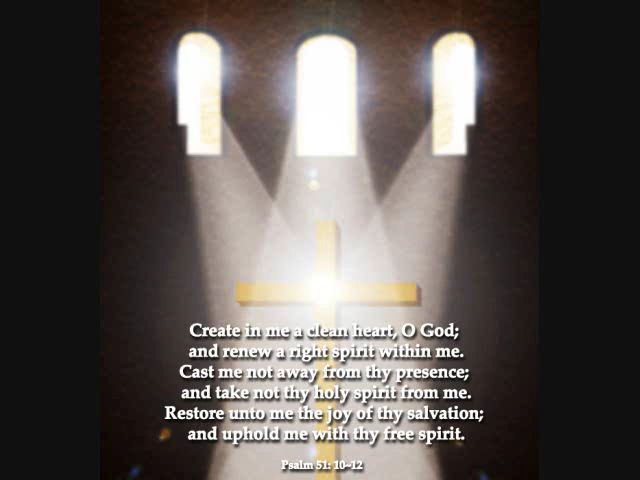 Create in me a clean heart, O God;
and renew a right spirit within me.
Cast me not away from thy presence;
and take not thy holy spirit from me.
Restore unto me the joy of thy salvation;
and uphold me with thy free spirit.
Psalm 51: 10-12